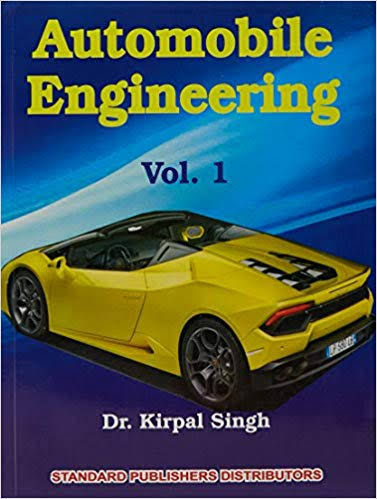 Automobile
Engineering
Vol. 1
Dr. Kirpal Singh
STANDARD PUBLISHERS DISTRIBUTORS